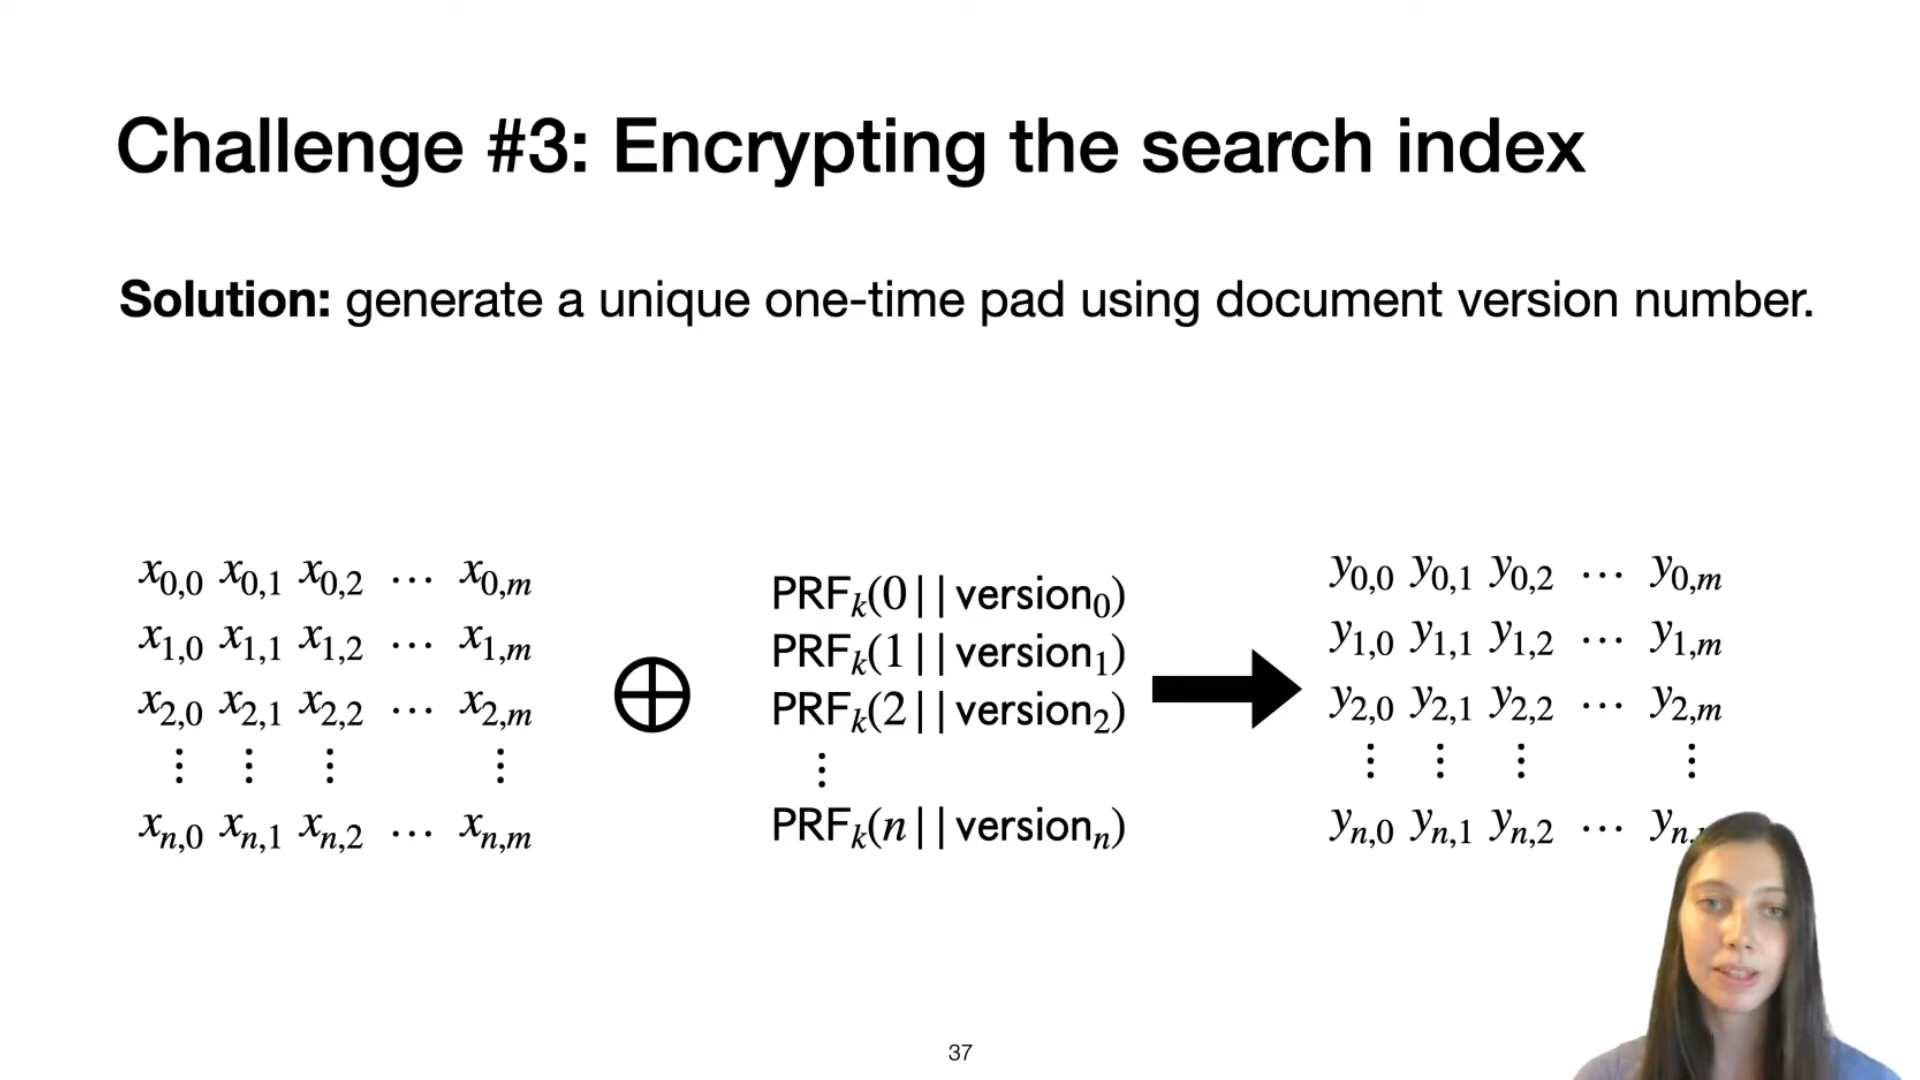 Challenge #3: Encrypting the search index
Solution: generate a unique one-time pad using document version number.
x0,0 x0,1 x0,2 … x0,m
x1,0 x1,1 x1,2 … x1,m
x2,0 x2,1 x2,2 … x2,m
⋮ ⋮ ⋮ ⋮
xn,0 xn,1 xn,2 … xn,m
⊕
PRFk(0||version0)
PRFk(1||version1)
PRFk(2||version2)
⋮
PRFk(n||versionn)
y0,0 y0,1 y0,2 … y0,m
y1,0 y1,1 y1,2 … y1,m
y2,0 y2,1 y2,2 … y2,m
⋮ ⋮ ⋮ ⋮
yn,0 yn,1 yn,2 … yn,
37